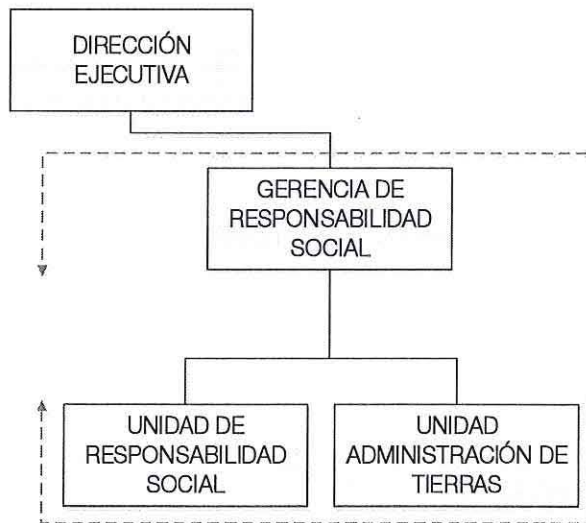 DIRECCIÓN
EJECUTIVA
GERENCIA DE
RESPONSABILIDAD
SOCIAL
UNIDAD DE
RESPONSABILIDAD
SOCIAL
UNIDAD
ADMINISTRACIÓN DE
TIERRAS